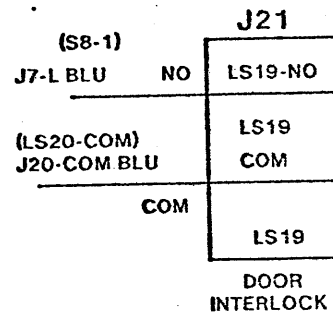 J21
(S8-1)
J7-L BLU NO LS19-NO
(LS20-COM) LS19
J20-COM BLU COM
COM
LS19
DOOR
INTERLOCK